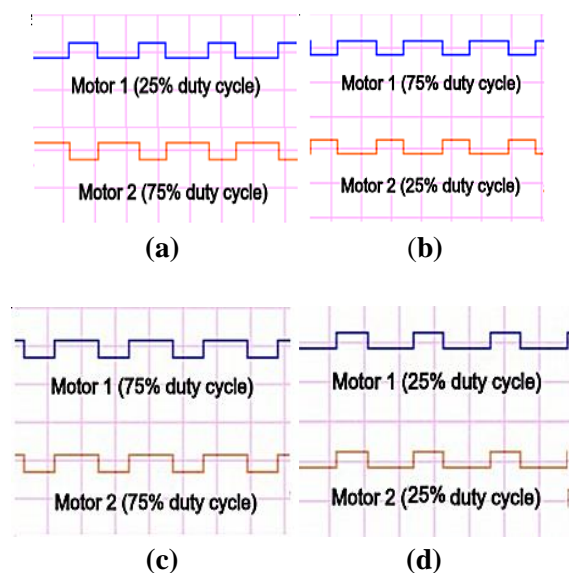 Motor 1 (25% duty cycle)
Motor 2 (75% duty cycle)
(a)
Motor 1 (75% duty cycle)
Motor 2 (25% duty cycle)
(b)
Motor 1 (75% duty cycle)
Motor 2 (75% duty cycle)
(c)
Motor 1 (25% duty cycle)
Motor 2 (25% duty cycle)
(d)